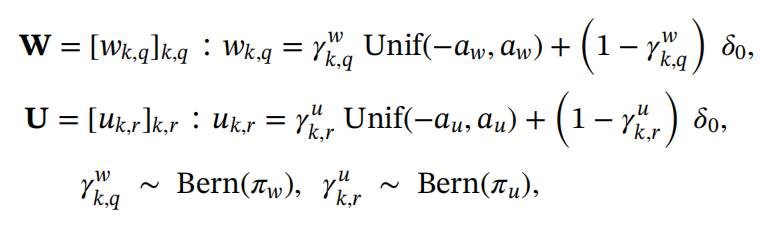 𝐖 = [w_{k,q}]_{k,q} : w_{k,q} = γ^w_{k,q} Unif(−a_w, a_w) + (1 − γ^w_{k,q}) δ_0,
𝐔 = [u_{k,r}]_{k,r} : u_{k,r} = γ^u_{k,r} Unif(−a_u, a_u) + (1 − γ^u_{k,r}) δ_0,
γ^w_{k,q} ∼ Bern(π_w), γ^u_{k,r} ∼ Bern(π_u),